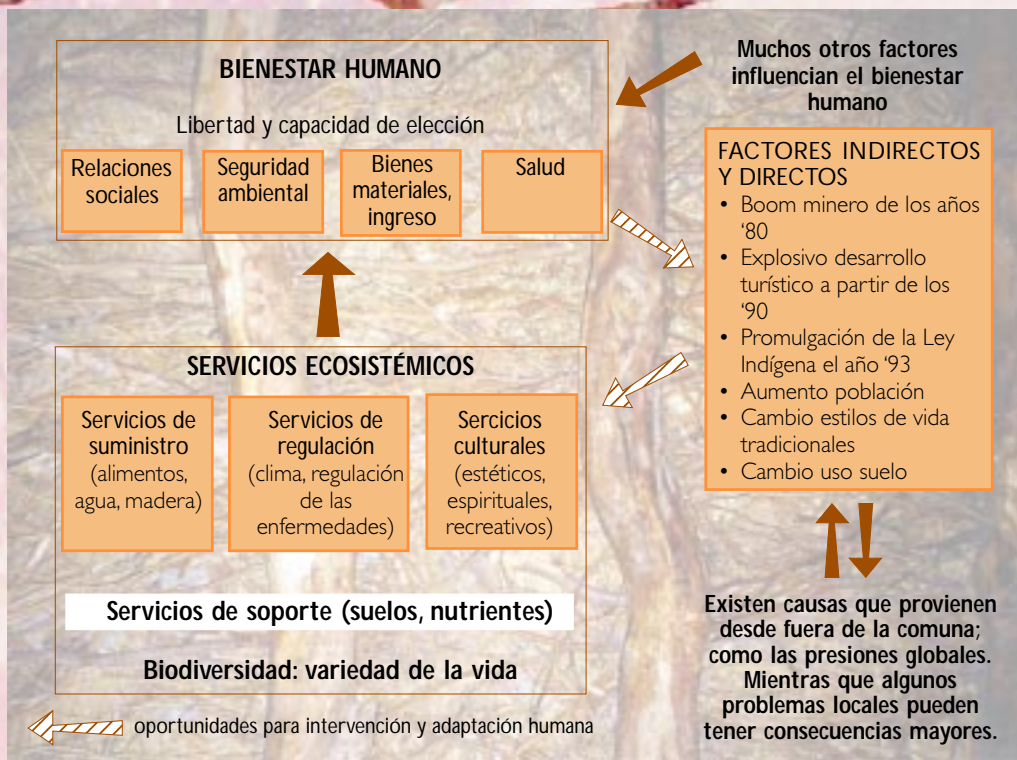 BIENESTAR HUMANO
Libertad y capacidad de elección
Relaciones
sociales
Seguridad
ambiental
Bienes
materiales,
ingreso
Salud
Muchos otros factores
influencian el bienestar
humano
FACTORES INDIRECTOS
Y DIRECTOS
• Boom minero de los años
‘80
• Explosivo desarrollo
turístico a partir de los
‘90
• Promulgación de la Ley
Indígena el año ‘93
• Aumento población
• Cambio estilos de vida
tradicionales
• Cambio uso suelo
SERVICIOS ECOSISTÉMICOS
Servicios de
suministro
(alimentos,
agua, madera)
Servicios de
regulación
(clima, regulación
de las
enfermedades)
Sercicios
culturales
(estéticos,
espirituales,
recreativos)
Servicios de soporte (suelos, nutrientes)
Biodiversidad: variedad de la vida
Existen causas que provienen
desde fuera de la comuna;
como las presiones globales.
Mientras que algunos
problemas locales pueden
tener consecuencias mayores.
oportunidades para intervención y adaptación humana